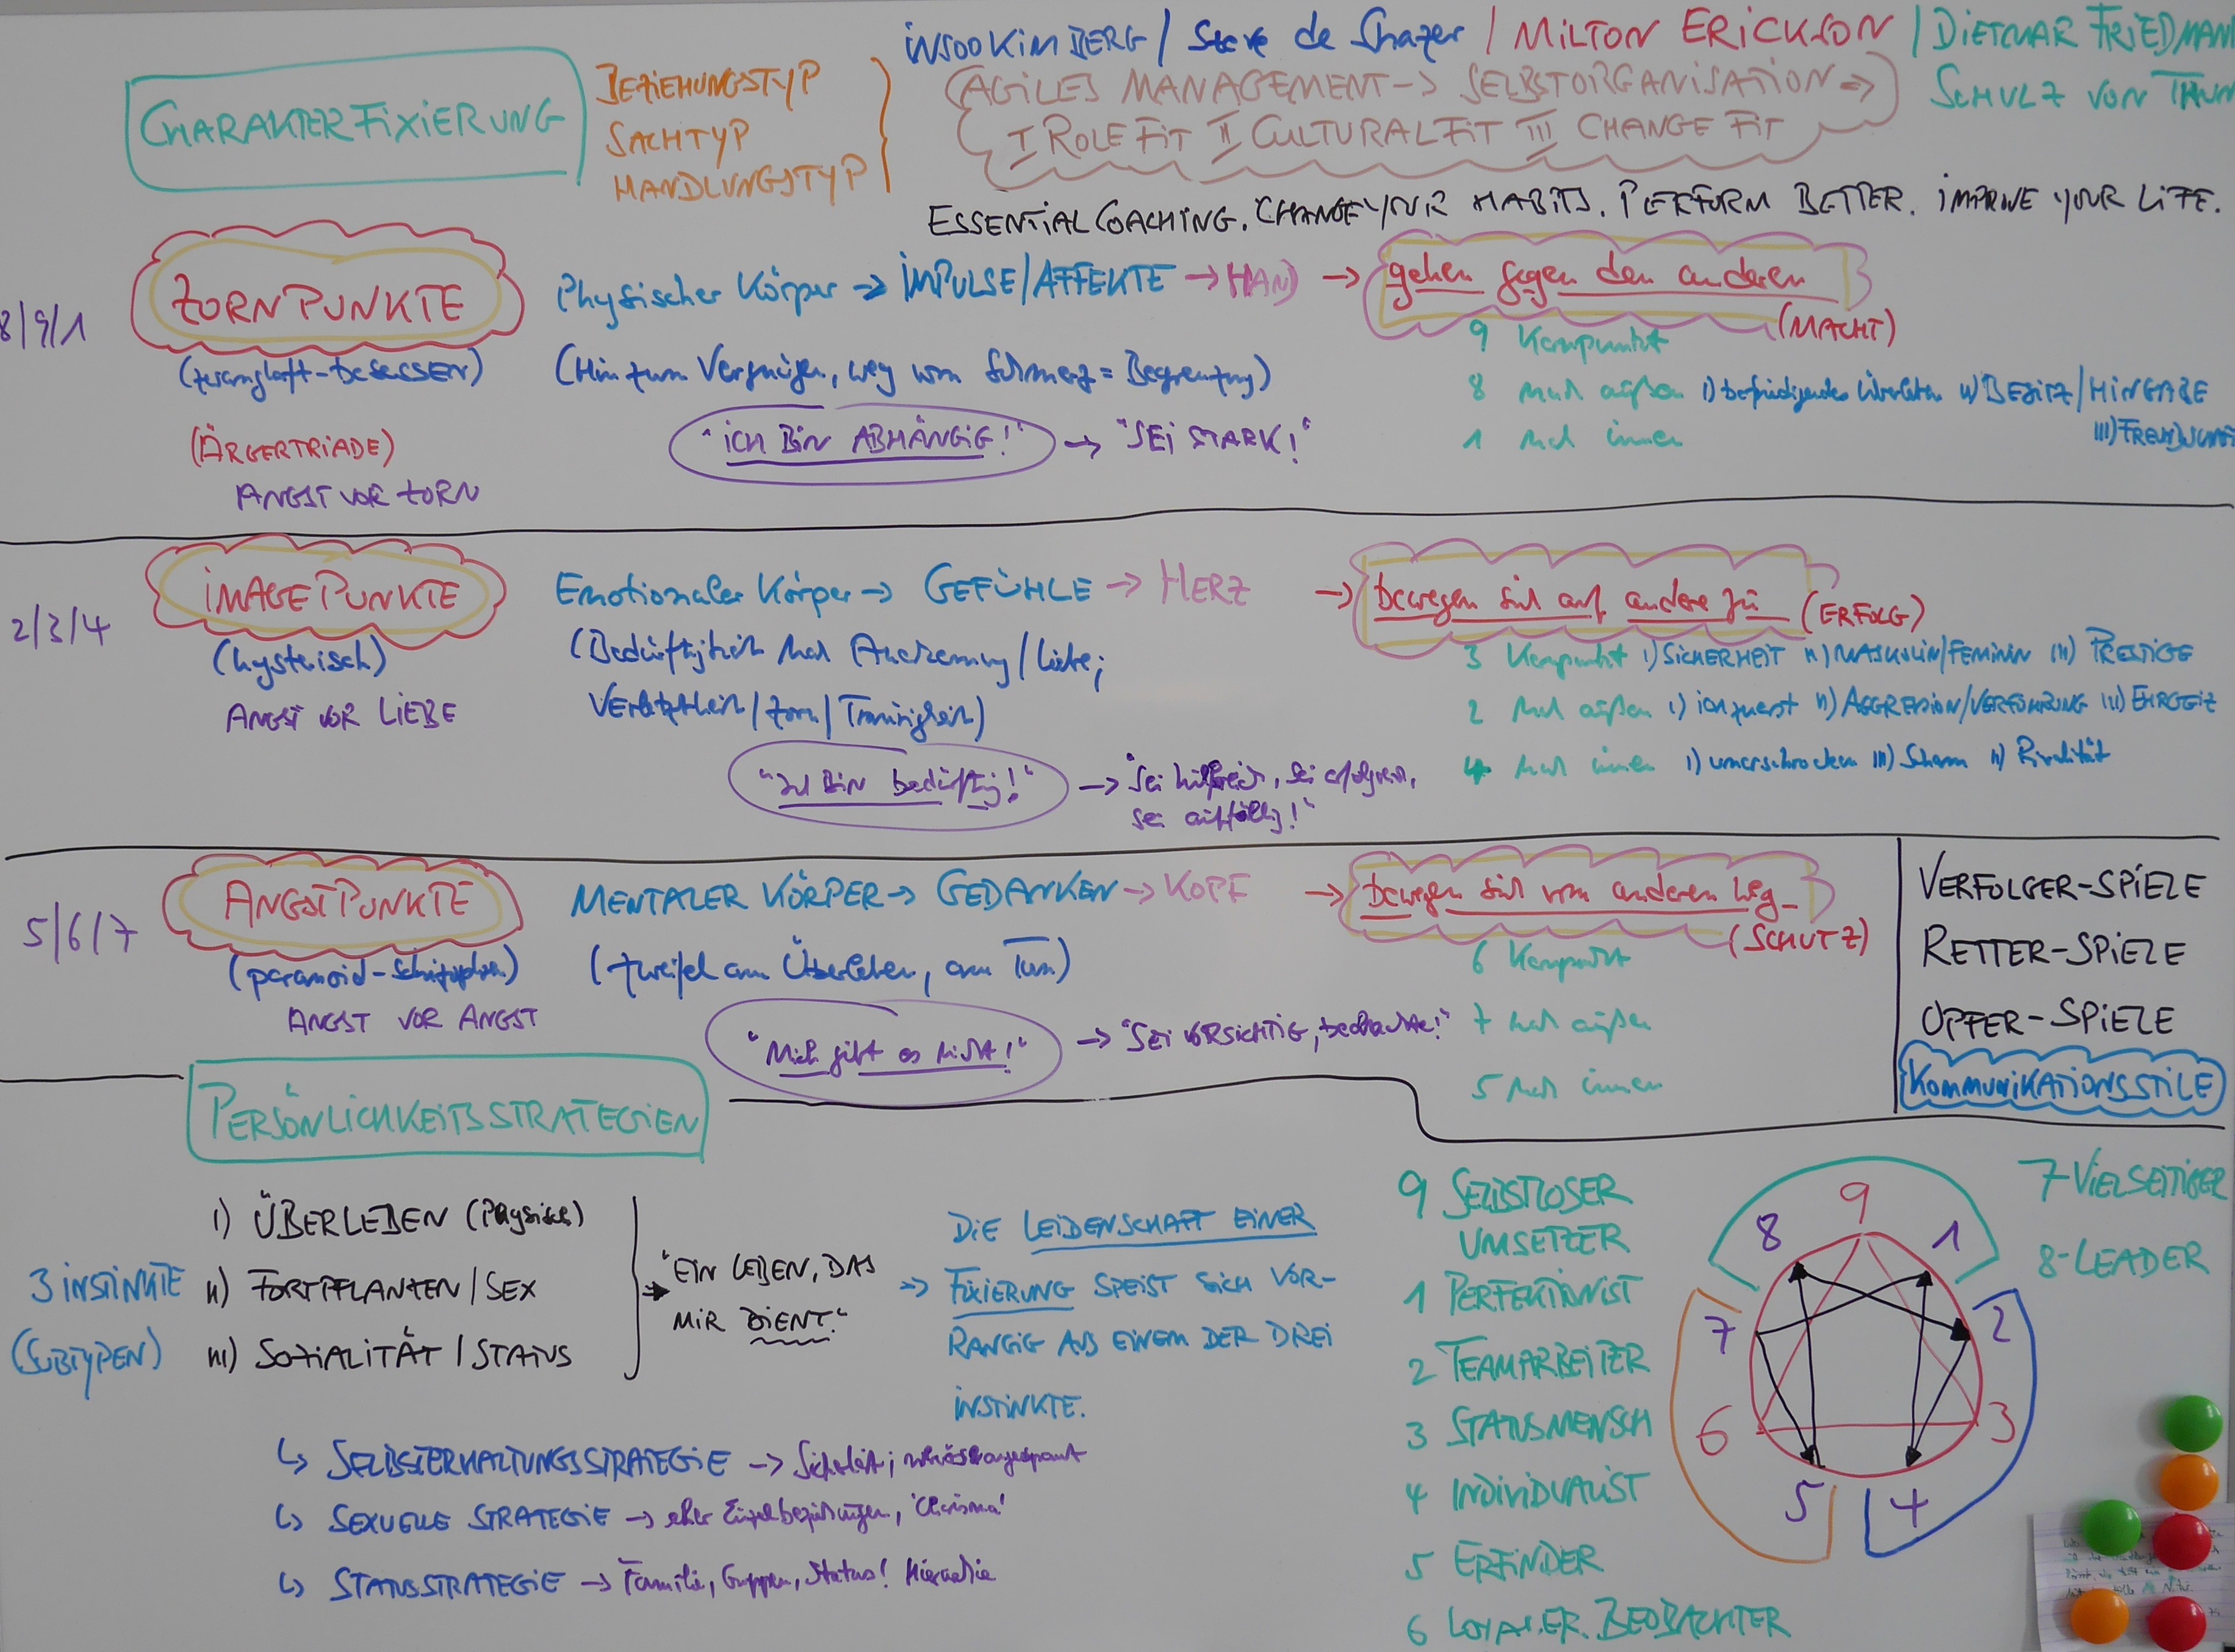 INSOO KIM BERG / Steve de Shazer / MILTON ERICKSON / DIETMAR FRIEDMAN
SCHULZ VON THUN
CHARAKTERFIXIERUNG
BEZIEHUNGSTYP
SACHTYP
HANDLUNGSTYP
(AGILES MANAGEMENT -> SELBSTORGANISATION =>)
I ROLE FIT II CULTURAL FIT III CHANGE FIT
ESSENTIAL COACHING. CHANGE YOUR HABITS. PERFORM BETTER. IMPROVE YOUR LIFE.
8/9/1
ZORNPUNKTE
(zwanghaft-besessen)
(ÄRGERTRIADE)
ANGST VOR ZORN
Physischer Körper -> IMPULSE/AFFEKTE -> HAND -> gehen gegen den anderen
(MACHT)
(Hin zum Vergnügen, weg vom Schmerz = Begrenzung)
"ICH BIN ABHÄNGIG!" -> "SEI STARK!"
9 Kernpunkt
8 nach außen I) befriedigendes Überleben II) BESITZ/HINGABE
III) FREUNDSCHAFT
1 nach innen
2/3/4
IMAGEPUNKTE
(hysterisch)
ANGST VOR LIEBE
Emotionaler Körper -> GEFÜHLE -> HERZ -> bewegen sich auf andere zu (ERFOLG)
(Bedürftigkeit nach Anerkennung/Liebe;
Verletztheit/Zorn/Traurigkeit)
"Ich BIN bedürftig!" -> "Sei hilfreich, sei erfolgreich,
sei auffällig!"
3 Kernpunkt I) SICHERHEIT II) MASKULIN/FEMININ III) PRESTIGE
2 nach außen I) ich zuerst II) AGGRESSION/VERFÜHRUNG III) EHRGEIZ
4 nach innen I) unerschrocken III) Scham II) Rivalität
5/6/7
ANGSTPUNKTE
(paranoid-schizophren)
ANGST VOR ANGST
MENTALER KÖRPER -> GEDANKEN -> KOPF -> bewegen sich vom anderen weg
(SCHUTZ)
(Zweifel am Überleben, am Tun)
"Mich gibt es nicht!" -> "Sei VORSICHTIG, beobachte!"
6 Kernpunkt
7 nach außen
5 nach innen
VERFOLGER-SPIELE
RETTER-SPIELE
OPFER-SPIELE
KOMMUNIKATIONSSTILE
PERSÖNLICHKEITSSTRATEGIEN
3 INSTINKTE
(SUBTYPEN)
I) ÜBERLEBEN (Physisch)
II) FORTPFLANZEN/SEX
III) SOZIALITÄT/STATUS
"EIN LEBEN, DAS
MIR DIENT."
=> DIE LEIDENSCHAFT EINER
FIXIERUNG SPEIST SICH VOR-
RANGIG AUS EINEM DER DREI
INSTINKTE.
SELBSTERHALTUNGSSTRATEGIE -> Sicherheit; nervös angespannt
SEXUELLE STRATEGIE -> eher Einzelbeziehungen, 'Charisma'
STATUSSTRATEGIE -> Familie, Gruppen, Status! Hierarchie
9 SELBSTLOSER
UMSETZER
1 PERFEKTIONIST
2 TEAMARBEITER
3 STATUSMENSCH
4 INDIVIDUALIST
5 ERFINDER
6 LOYALER BEOBACHTER
7-VIELSEITIGER
8-LEADER
9
8
1
7
2
6
3
5
4